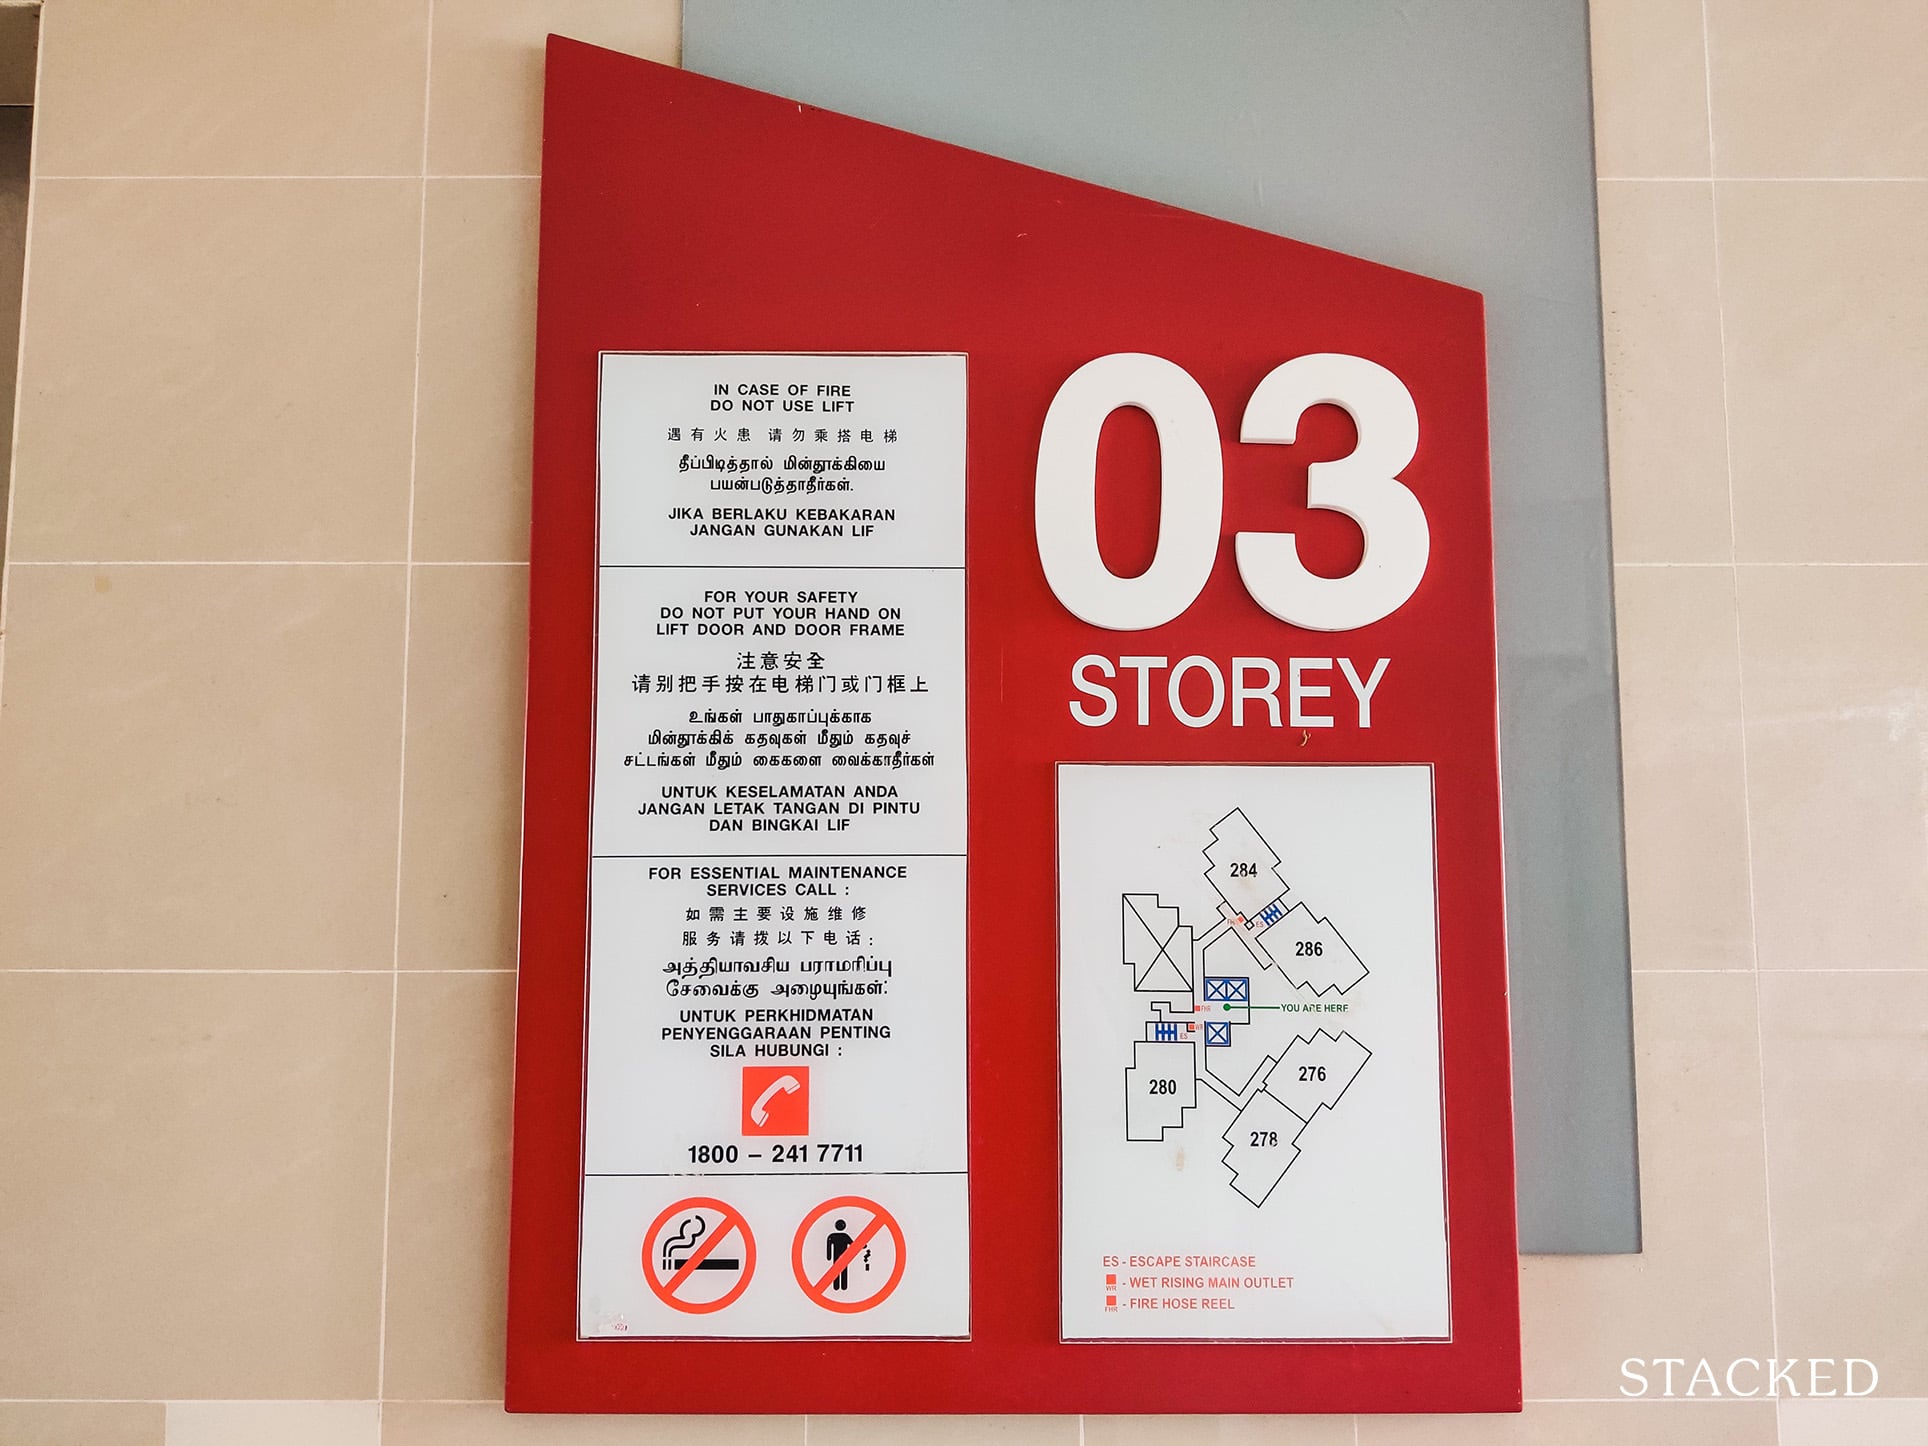 IN CASE OF FIRE
DO NOT USE LIFT
遇有火患 请勿乘搭电梯
தீப்பிடித்தால் மின்தூக்கியை
பயன்படுத்தாதீர்கள்.
JIKA BERLAKU KEBAKARAN
JANGAN GUNAKAN LIF
FOR YOUR SAFETY
DO NOT PUT YOUR HAND ON
LIFT DOOR AND DOOR FRAME
注意安全
请别把手按在电梯门或门框上
உங்கள் பாதுகாப்புக்காக
மின்தூக்கிக் கதவுகள் மீதும் கதவுச்
சட்டங்கள் மீதும் கைகளை வைக்காதீர்கள்
UNTUK KESELAMATAN ANDA
JANGAN LETAK TANGAN DI PINTU
DAN BINGKAI LIF
FOR ESSENTIAL MAINTENANCE
SERVICES CALL :
如需主要设施维修
服务请拨以下电话:
அத்தியாவசிய பராமரிப்பு
சேவைக்கு அழையுங்கள்:
UNTUK PERKHIDMATAN
PENYENGGARAAN PENTING
SILA HUBUNGI :
1800 – 241 7711
03
STOREY
284
286
FHR
ES
FHR
YOU ARE HERE
WR
ES
276
280
278
ES - ESCAPE STAIRCASE
WR - WET RISING MAIN OUTLET
FHR - FIRE HOSE REEL
STACKED